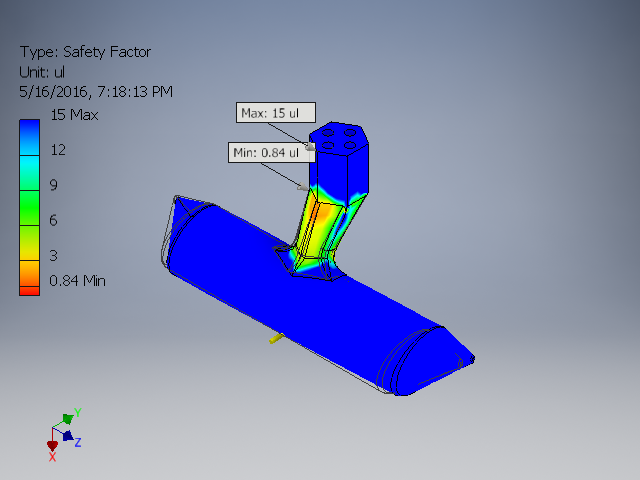 Type: Safety Factor
Unit: ul
5/16/2016, 7:18:13 PM
15 Max
12
9
6
3
0.84 Min
Max: 15 ul
Min: 0.84 ul
Y
Z
X